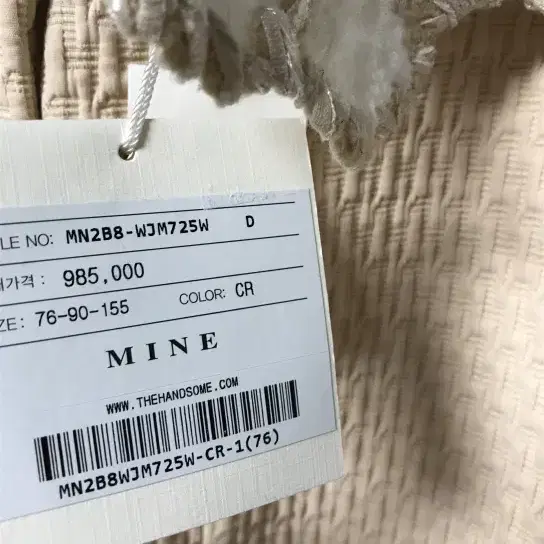 LE NO: MN2B8-WJM725W D
가격 : 985,000
ZE: 76-90-155 COLOR: CR
MINE
WWW.THEHANDSOME.COM
MN2B8WJM725W-CR-1(76)